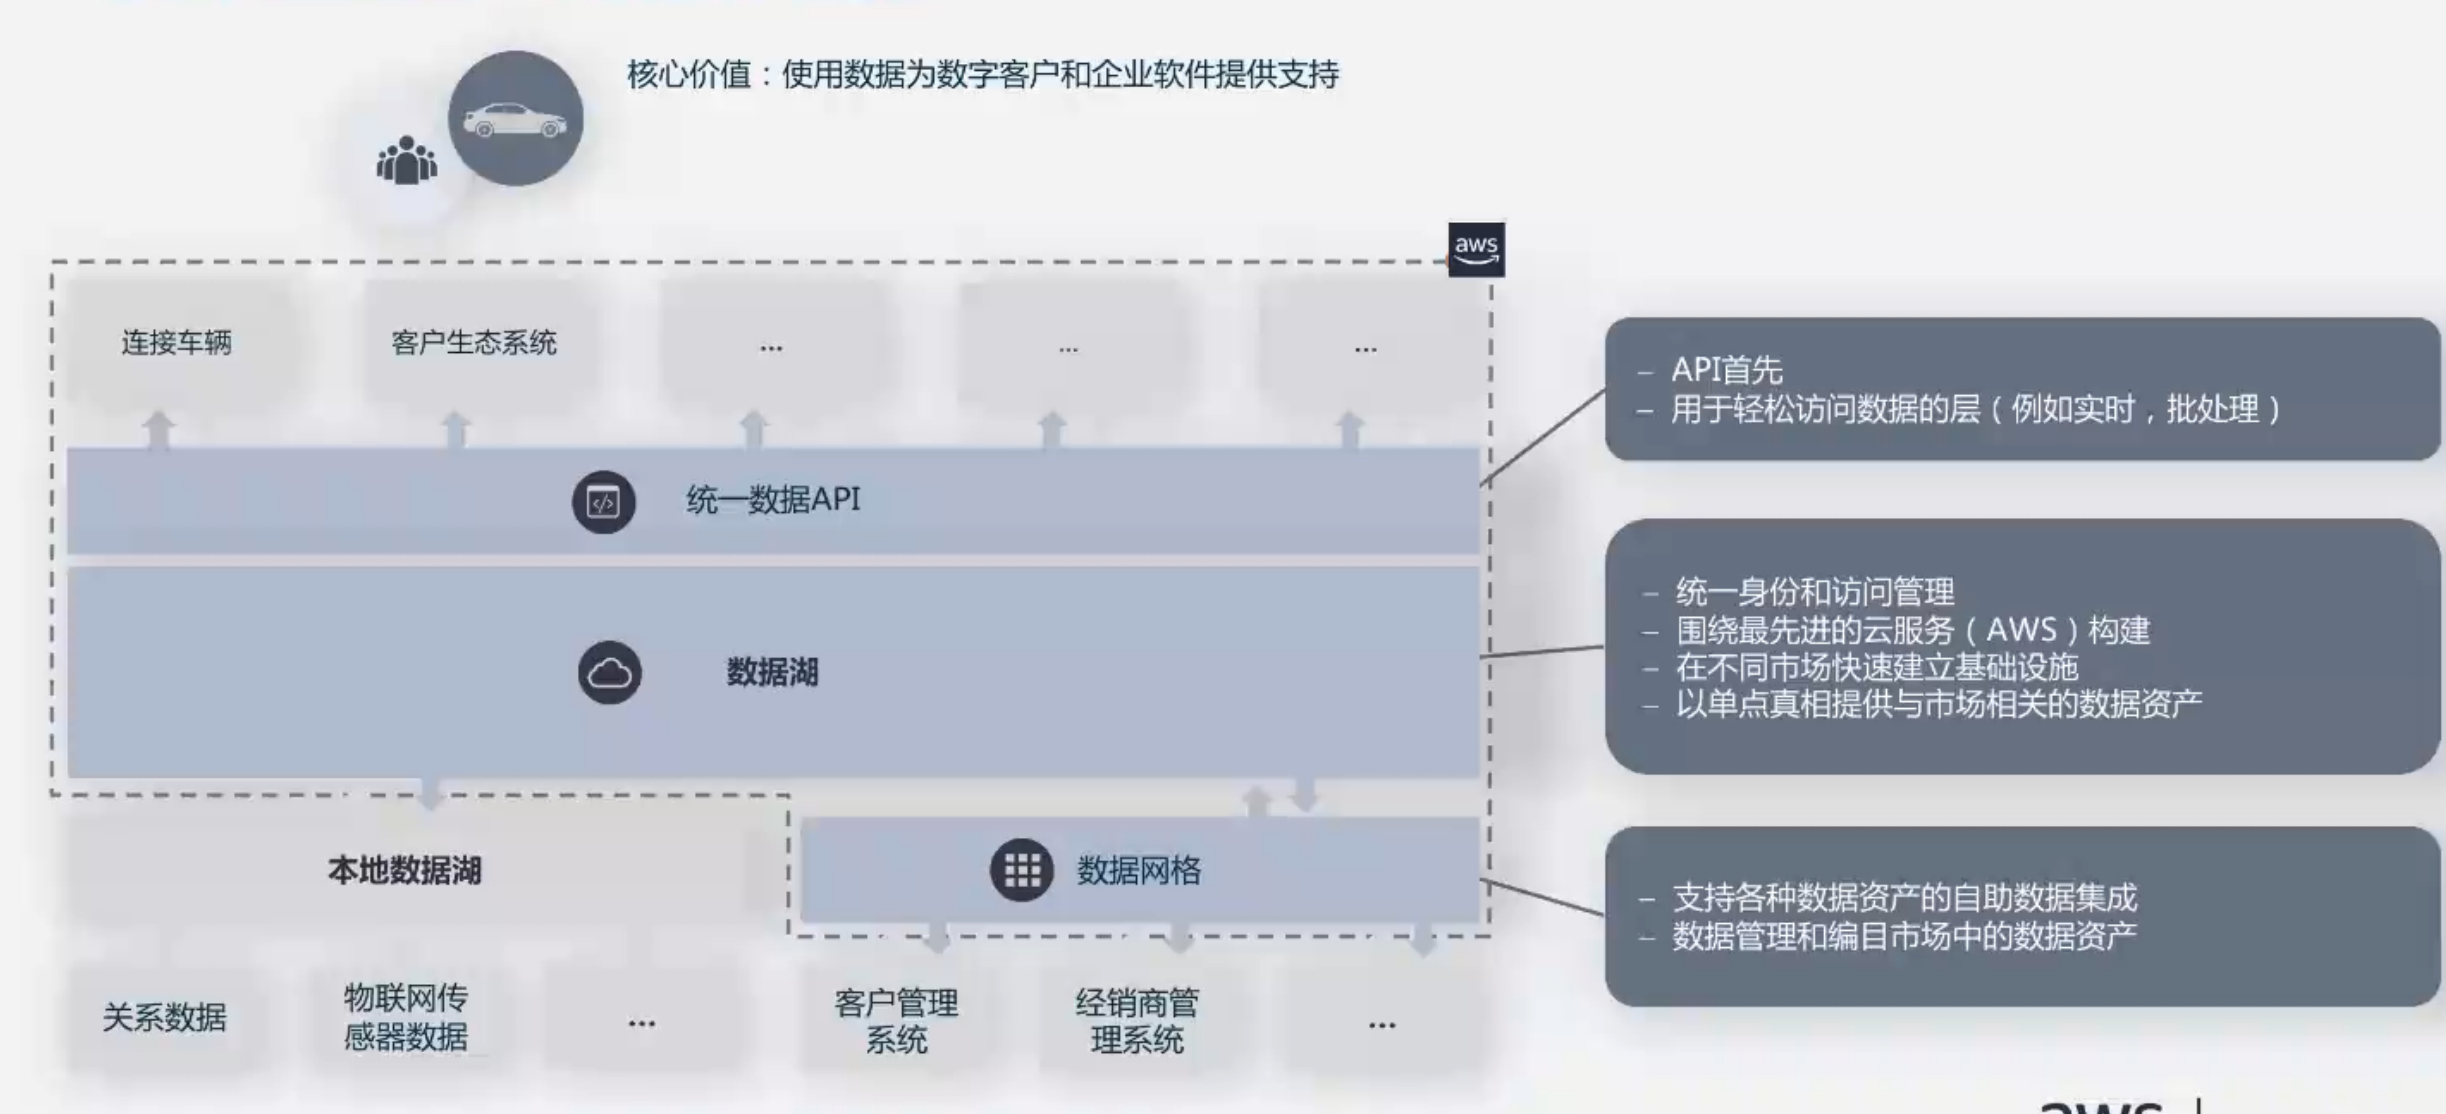 核心价值：使用数据为数字客户和企业软件提供支持
aws
连接车辆
客户生态系统
...
...
...
统一数据API
数据湖
本地数据湖
数据网格
关系数据
物联网传
感器数据
...
客户管理
系统
经销商管
理系统
...
– API首先
– 用于轻松访问数据的层（例如实时，批处理）
– 统一身份和访问管理
– 围绕最先进的云服务（AWS）构建
– 在不同市场快速建立基础设施
– 以单点真相提供与市场相关的数据资产
– 支持各种数据资产的自助数据集成
– 数据管理和编目市场中的数据资产
aws